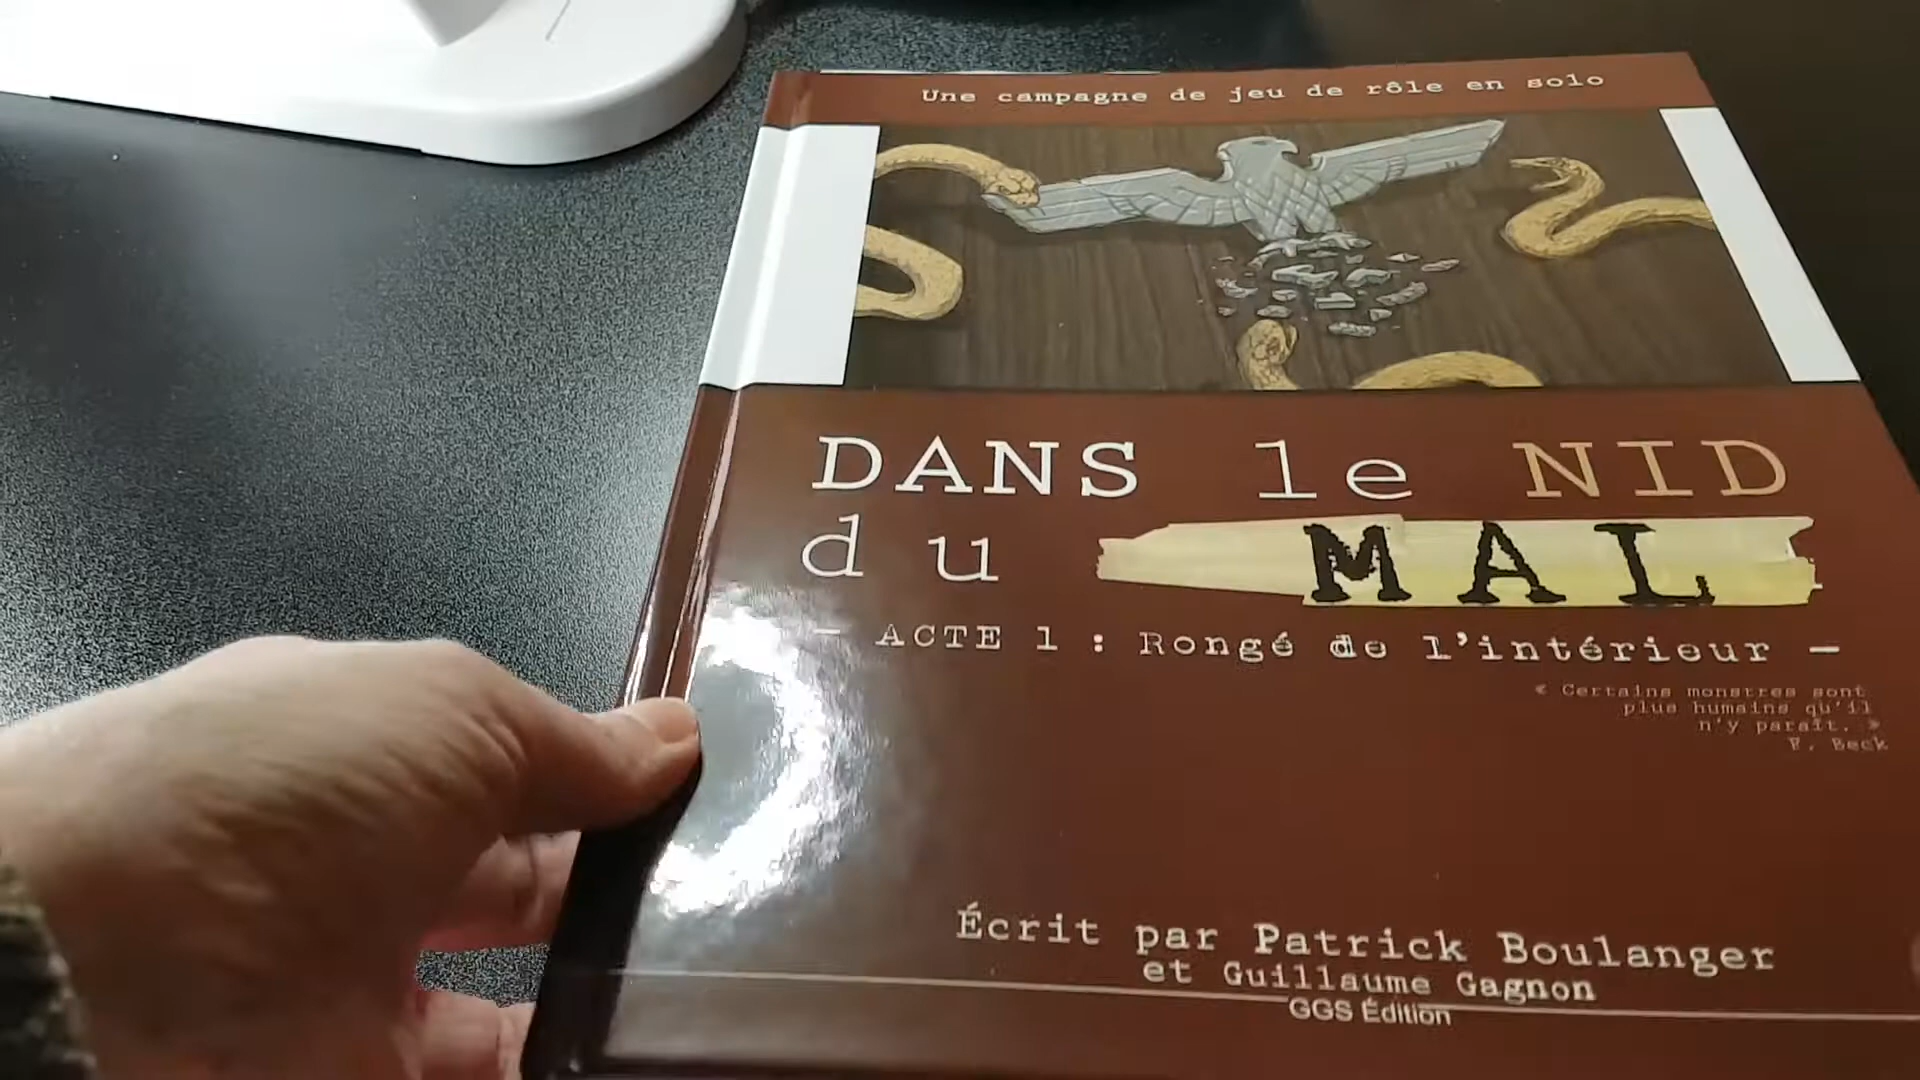 Une campagne de jeu de rôle en solo
DANS le NID
du MAL
- ACTE 1 : Rongé de l'intérieur -
« Certains monstres sont
plus humains qu'il
n'y paraît. »
F. Beck
Écrit par Patrick Boulanger
et Guillaume Gagnon
GGS Édition